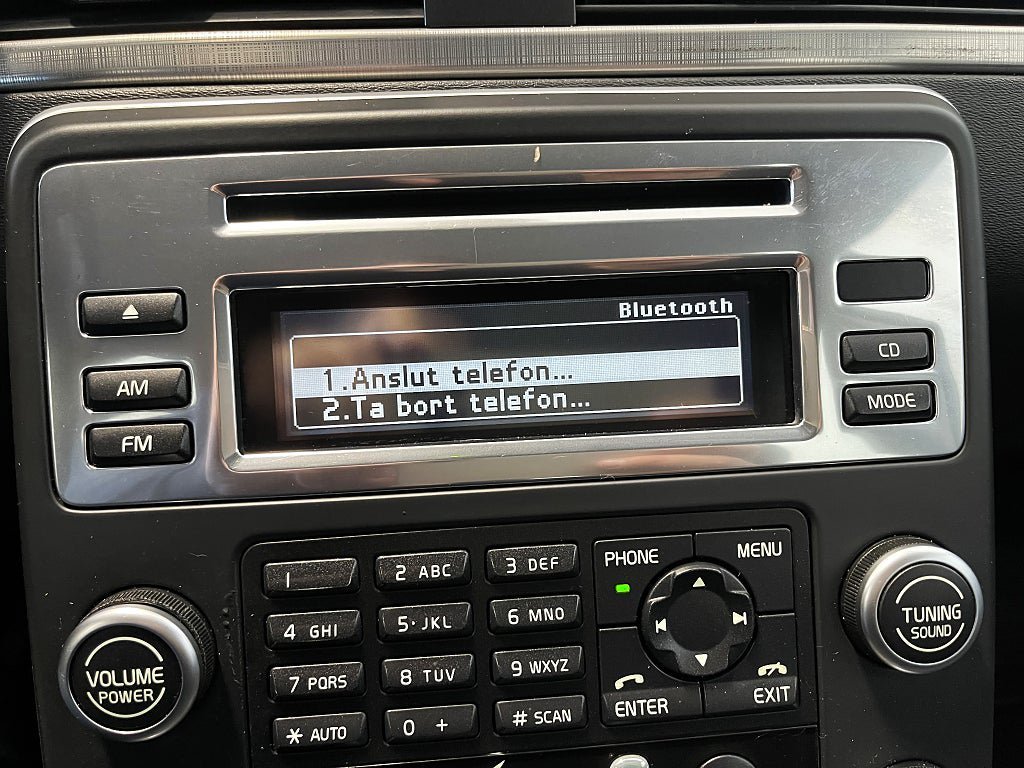 Bluetooth
1.Anslut telefon...
2.Ta bort telefon...
AM
FM
CD
MODE
1
2 ABC
3 DEF
4 GHI
5 JKL
6 MNO
7 PQRS
8 TUV
9 WXYZ
* AUTO
0 +
# SCAN
PHONE
MENU
ENTER
EXIT
VOLUME
POWER
TUNING
SOUND